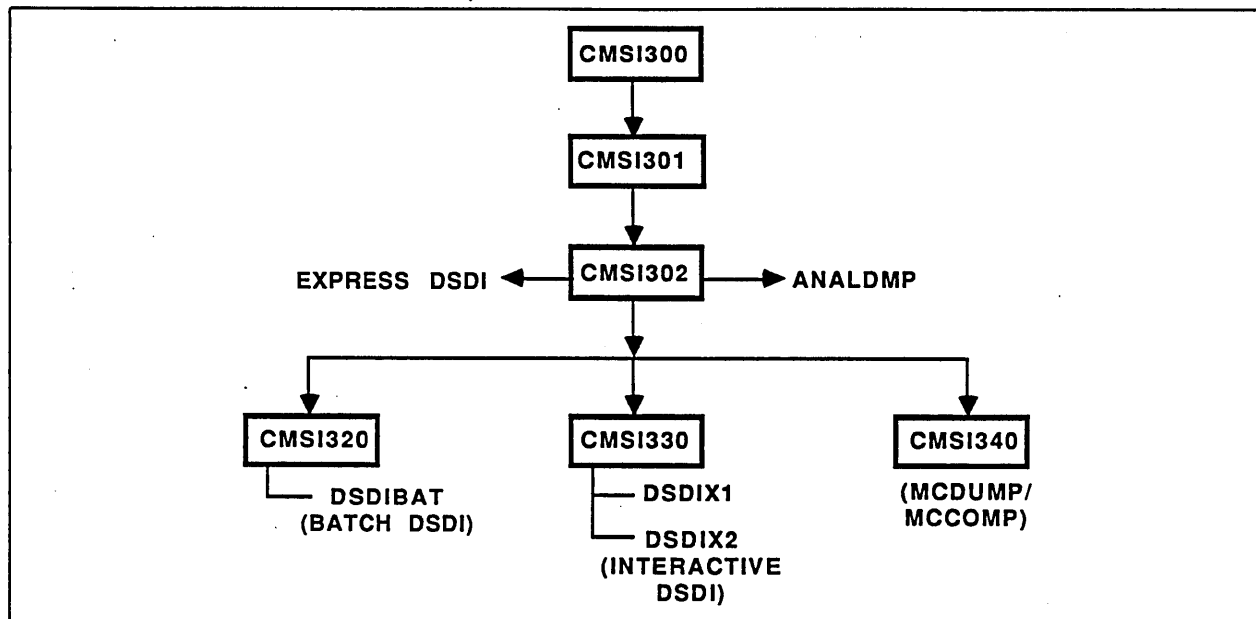 CMSI300
CMSI301
EXPRESS DSDI
CMSI302
ANALDMP
CMSI320
CMSI330
CMSI340
DSDIBAT
(BATCH DSDI)
DSDIX1
DSDIX2
(INTERACTIVE
DSDI)
(MCDUMP/
MCCOMP)